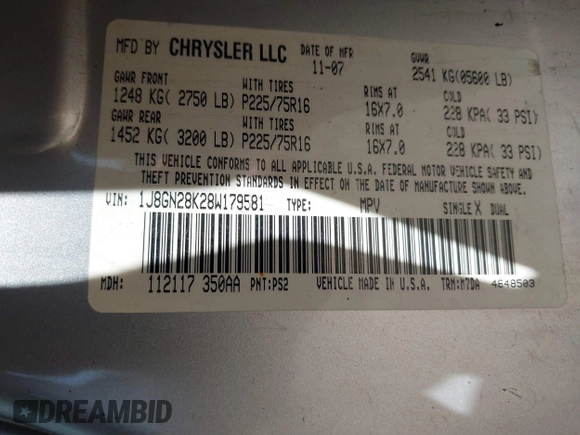 MFD BY CHRYSLER LLC DATE OF MFR GVWR
11-07 2541 KG(05600 LB)
GAWR FRONT WITH TIRES RIMS AT COLD
1248 KG( 2750 LB) P225/75R16 16X7.0 228 KPA( 33 PSI)
GAWR REAR WITH TIRES RIMS AT COLD
1452 KG( 3200 LB) P225/75R16 16X7.0 228 KPA( 33 PSI)
THIS VEHICLE CONFORMS TO ALL APPLICABLE U.S.A. FEDERAL MOTOR VEHICLE SAFETY AND
THEFT PREVENTION STANDARDS IN EFFECT ON THE DATE OF MANUFACTURE SHOWN ABOVE.
VIN: 1J8GN28K28W179581 TYPE: MPV SINGLE X DUAL
MDH: 112117 350AA PNT:PS2 VEHICLE MADE IN U.S.A. TRM:M7DA 4648503
DREAMBID